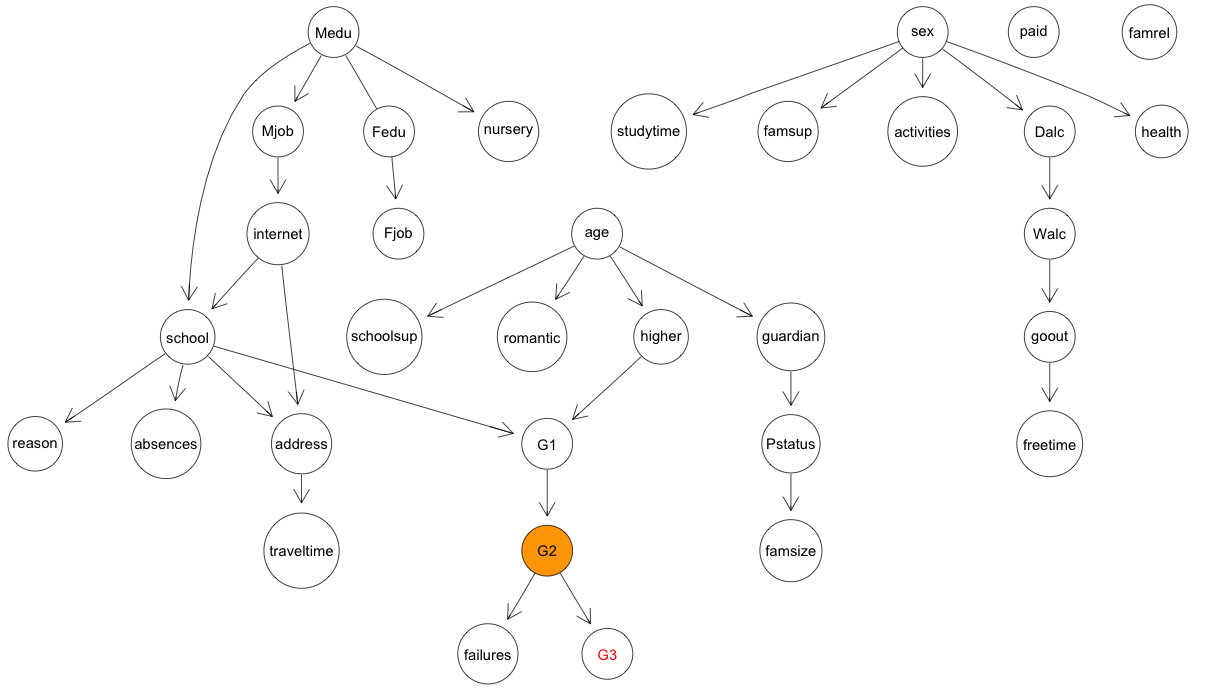 Medu
sex
paid
famrel
Mjob
Fedu
nursery
studytime
famsup
activities
Dalc
health
internet
Fjob
age
Walc
school
schoolsup
romantic
higher
guardian
goout
reason
absences
address
G1
Pstatus
freetime
traveltime
G2
famsize
failures
G3